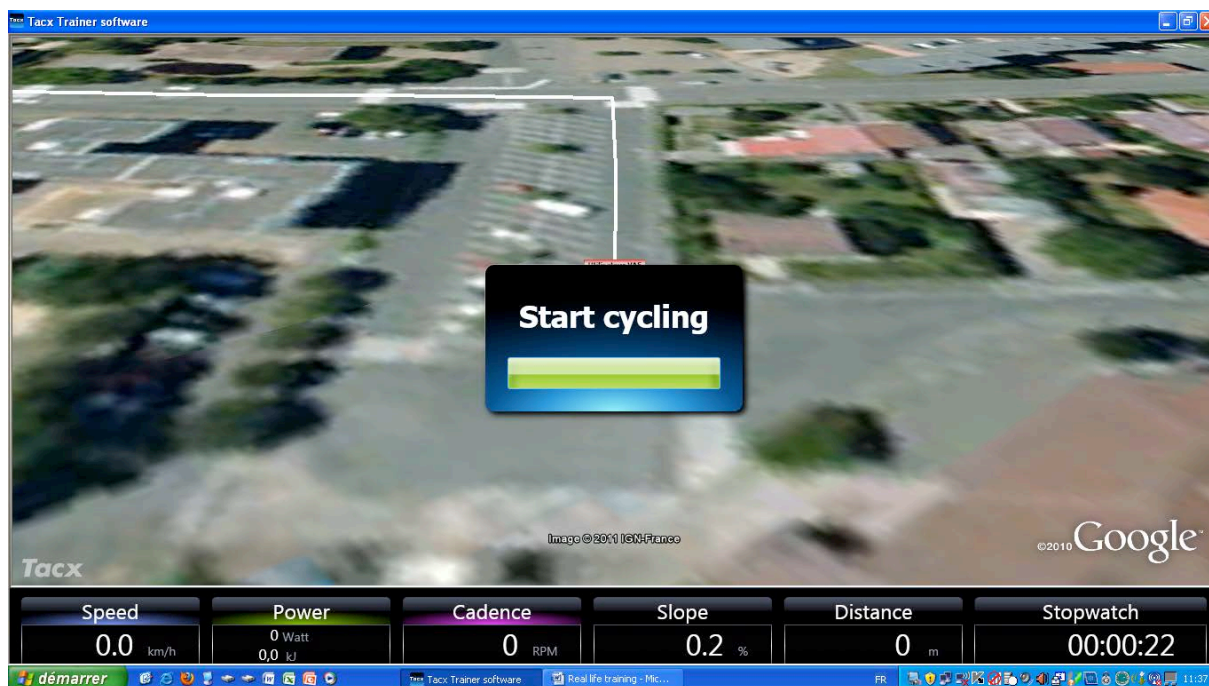 Tacx Trainer software
Start cycling
Image © 2011 IGN-France
©2010 Google
Tacx
Speed
0.0 km/h
Power
0 Watt
0,0 kJ
Cadence
0 RPM
Slope
0.2 %
Distance
0 m
Stopwatch
00:00:22
démarrer
Tacx Trainer software
Real life training - Mic...
FR
11:37